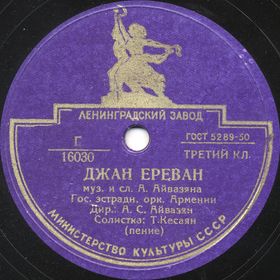 ЛЕНИНГРАДСКИЙ ЗАВОД
Г
16030
ГОСТ 5289-50
ТРЕТИЙ КЛ.
ДЖАН ЕРЕВАН
муз. и сл. А. Айвазяна
Гос. эстрадн. орк. Армении
Дир.: А. С. Айвазян
Солистка: Т. Кесаян
(пение)
МИНИСТЕРСТВО КУЛЬТУРЫ СССР